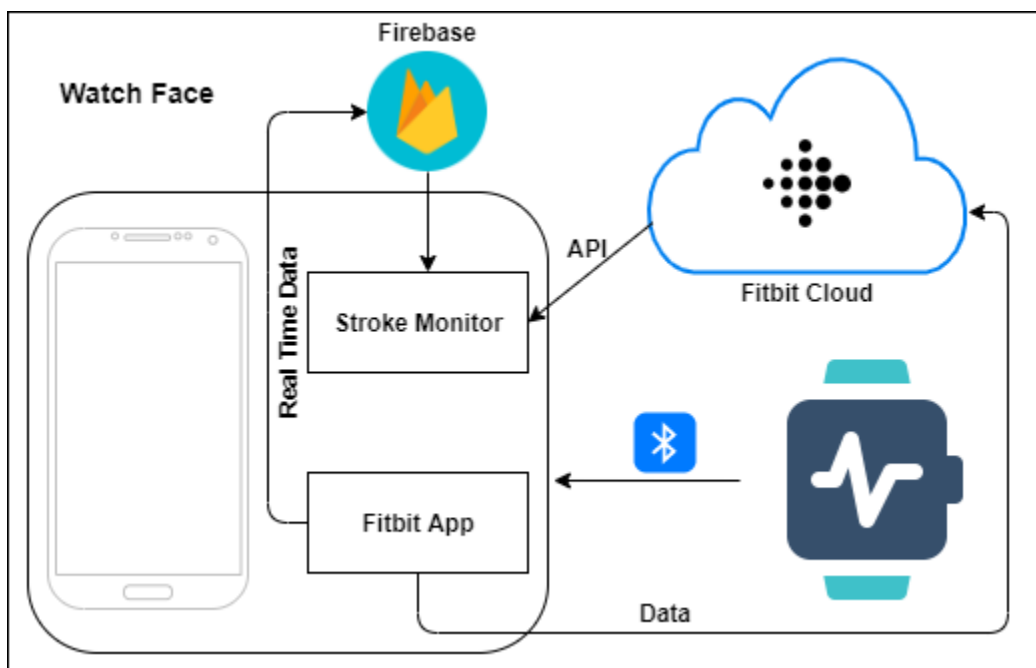 Firebase
Watch Face
API
Fitbit Cloud
Real Time Data
Stroke Monitor
Fitbit App
Data